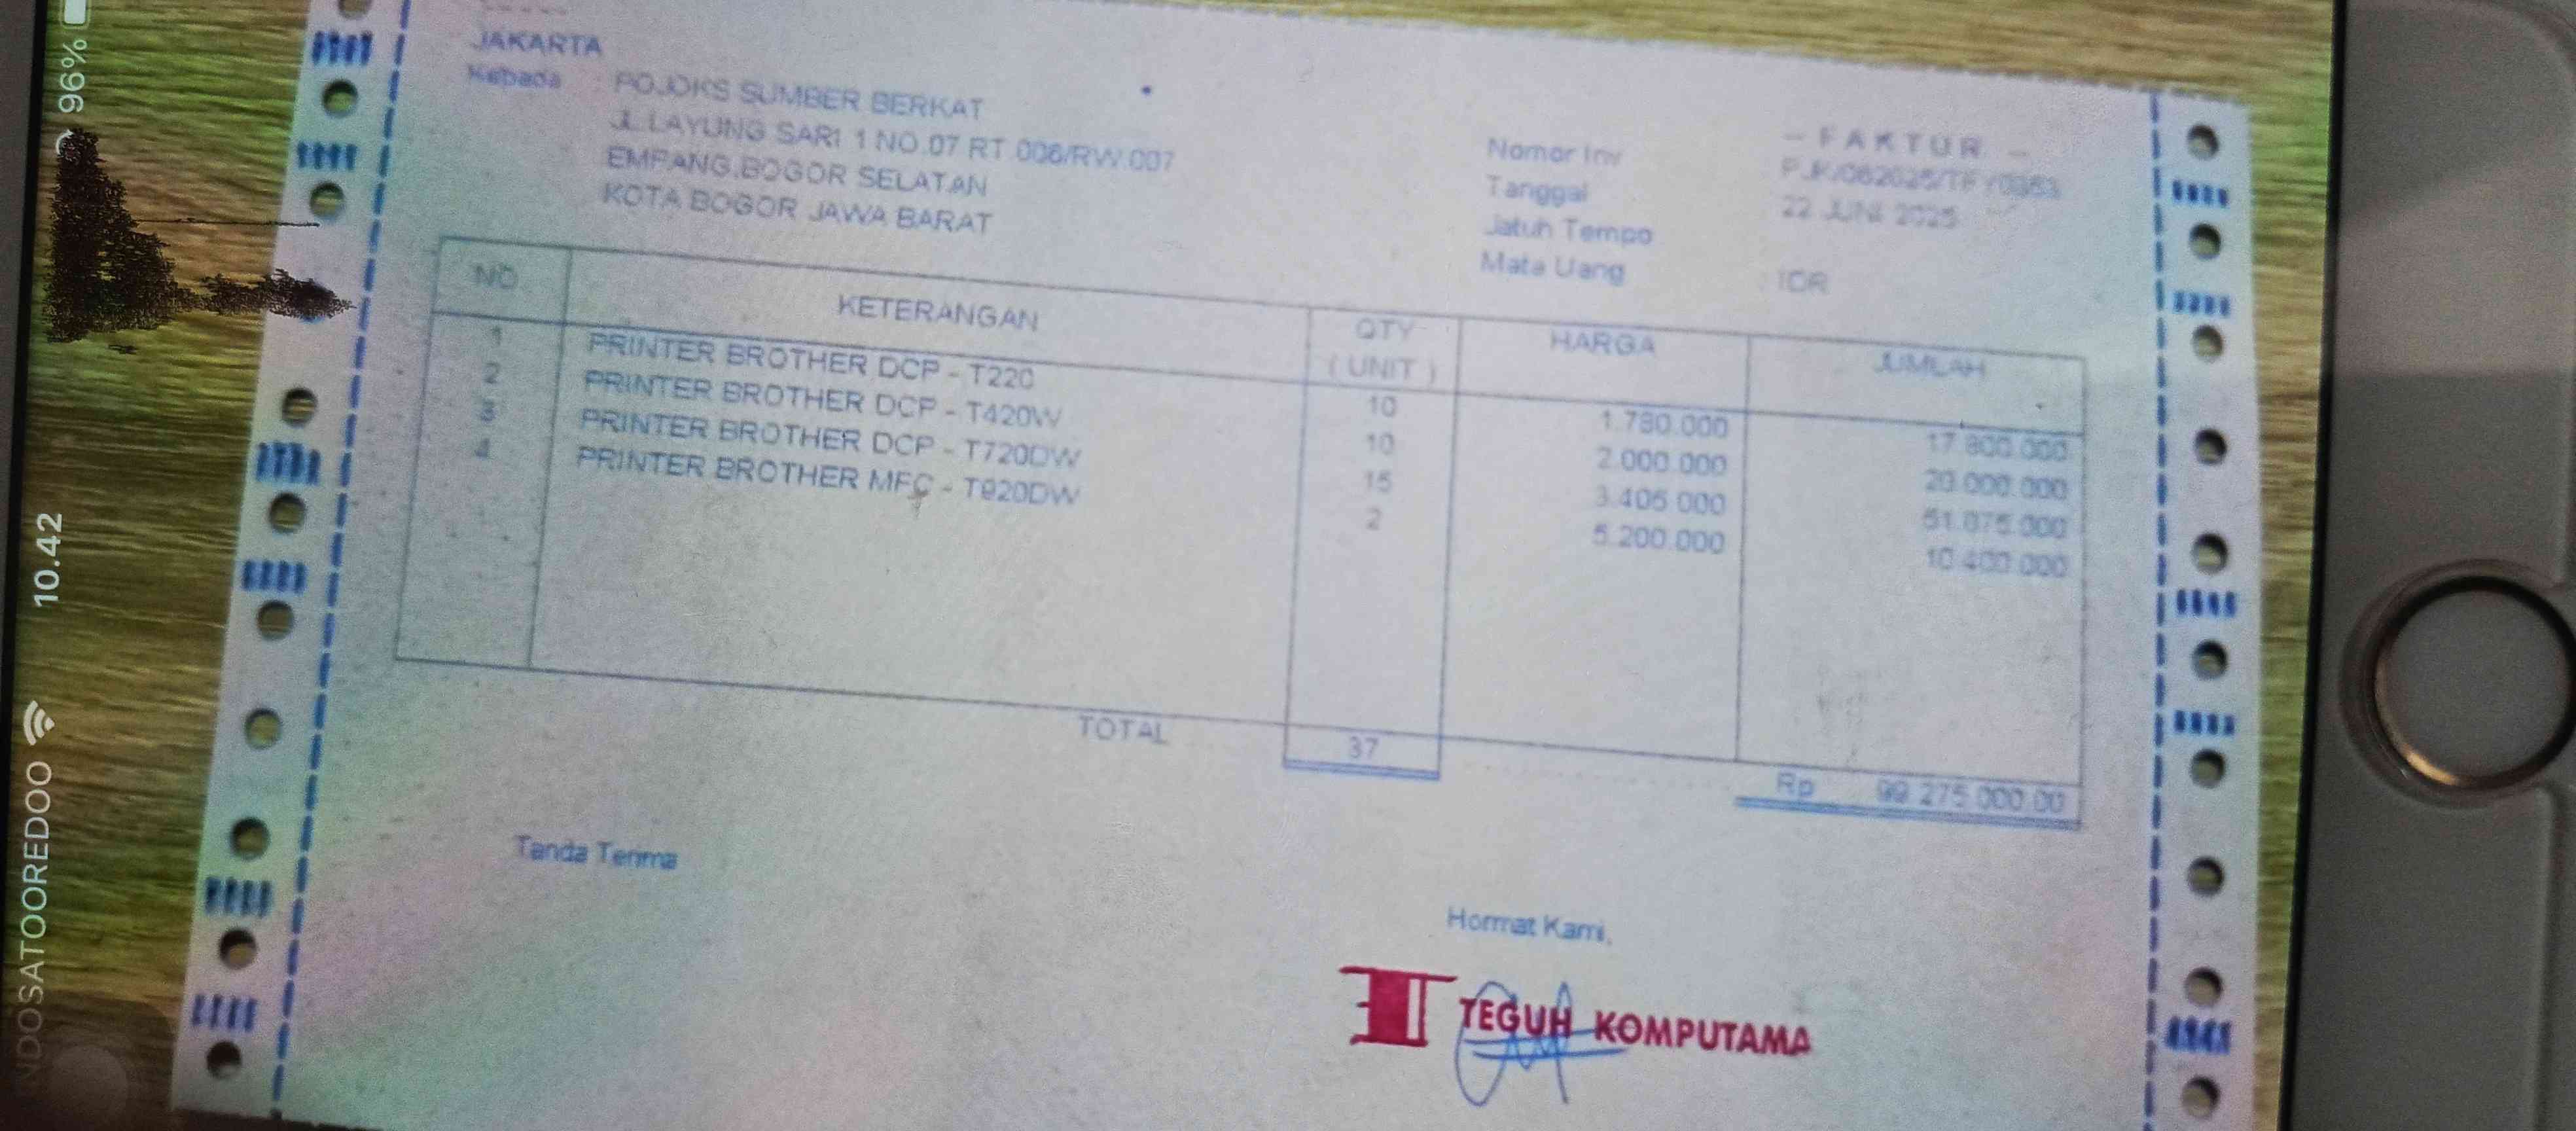 96%
10.42
INDOSATOOREDOO
JAKARTA
Kepada POJOKS SUMBER BERKAT
JL.LAYUNG SARI 1 NO.07 RT 006/RW.007
EMPANG,BOGOR SELATAN
KOTA BOGOR JAWA BARAT
- FAKTUR -
Nomor Inv
Tanggal 22 JUNI 2025
Jatuh Tempo
Mata Uang IDR
NO KETERANGAN QTY ( UNIT ) HARGA JUMLAH
1 PRINTER BROTHER DCP - T220 10 1.780.000 17.800.000
2 PRINTER BROTHER DCP - T420W 10 2.000.000 20.000.000
3 PRINTER BROTHER DCP - T720DW 15 3.405.000 51.075.000
4 PRINTER BROTHER MFC - T920DW 2 5.200.000 10.400.000
TOTAL 37 Rp 99.275.000.00
Tanda Terima
Hormat Kami,
TEGUH KOMPUTAMA